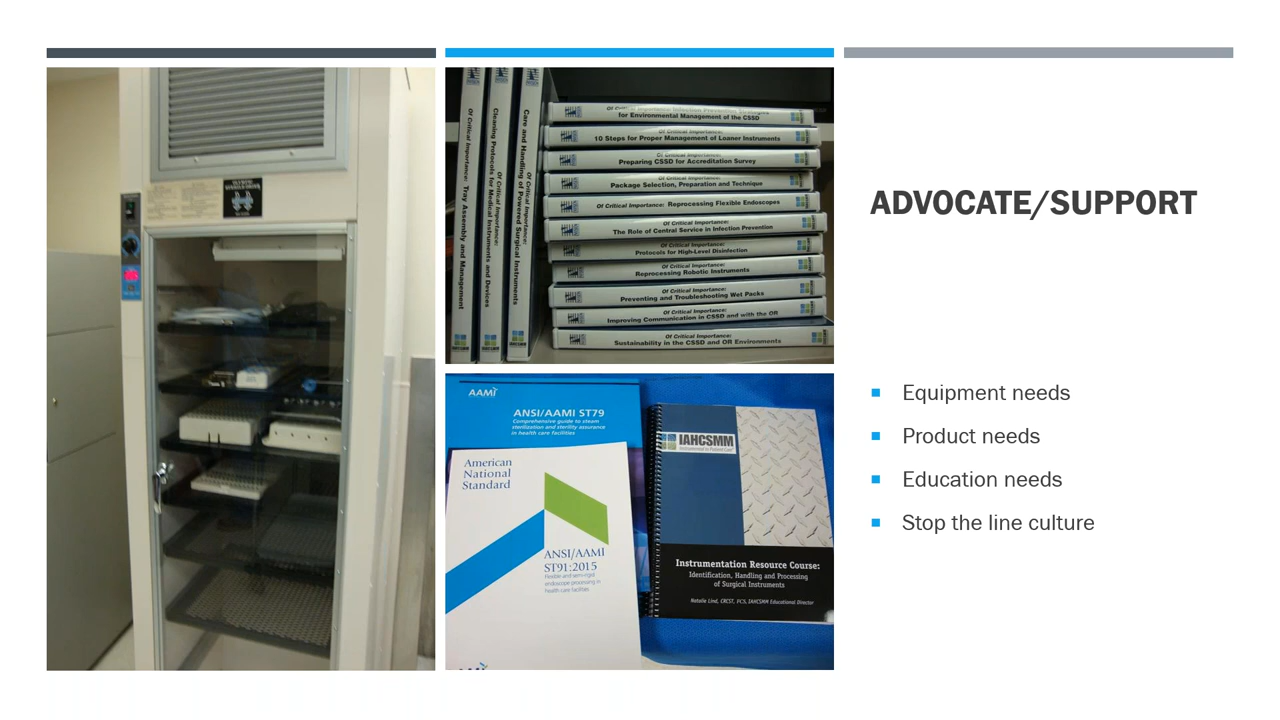 ADVOCATE/SUPPORT
Equipment needs
Product needs
Education needs
Stop the line culture
Of Critical Importance: Tray Assembly and Management
Of Critical Importance:
Cleaning Protocols for Medical Instruments and Devices
Of Critical Importance:
Care and Handling of Powered Surgical Instruments
IAHCSMM
for Environmental Management of the CSSD
Of Critical Importance:
10 Steps for Proper Management of Loaner Instruments
Of Critical Importance:
Preparing CSSD for Accreditation Survey
Of Critical Importance:
Package Selection, Preparation and Technique
Of Critical Importance: Reprocessing Flexible Endoscopes
Of Critical Importance:
The Role of Central Service in Infection Prevention
Of Critical Importance:
Protocols for High-Level Disinfection
Of Critical Importance:
Reprocessing Robotic Instruments
Of Critical Importance:
Preventing and Troubleshooting Wet Packs
Of Critical Importance:
Improving Communication in CSSD and with the OR
Of Critical Importance:
Sustainability in the CSSD and OR Environments
AAMI
ANSI/AAMI ST79
Comprehensive guide to steam
sterilization and sterility assurance
in health care facilities
American
National
Standard
ANSI/AAMI
ST91:2015
Flexible and semi-rigid
endoscope processing in
health care facilities
IAHCSMM
Instrumentation Resource Course:
Identification, Handling and Processing
of Surgical Instruments
Natalie Lind, CRCST, FCS, IAHCSMM Educational Director